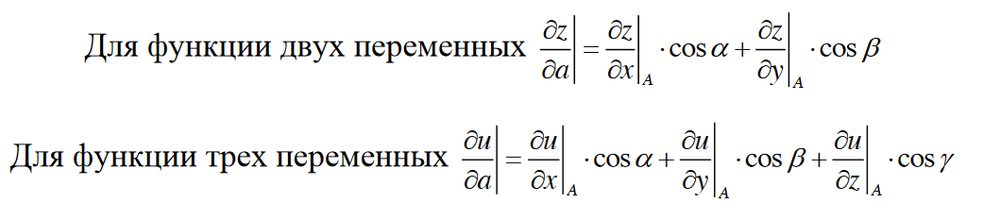 Для функции двух переменных ∂z/∂a| = ∂z/∂x|_A · cos α + ∂z/∂y|_A · cos β
Для функции трех переменных ∂u/∂a| = ∂u/∂x|_A · cos α + ∂u/∂y|_A · cos β + ∂u/∂z|_A · cos γ